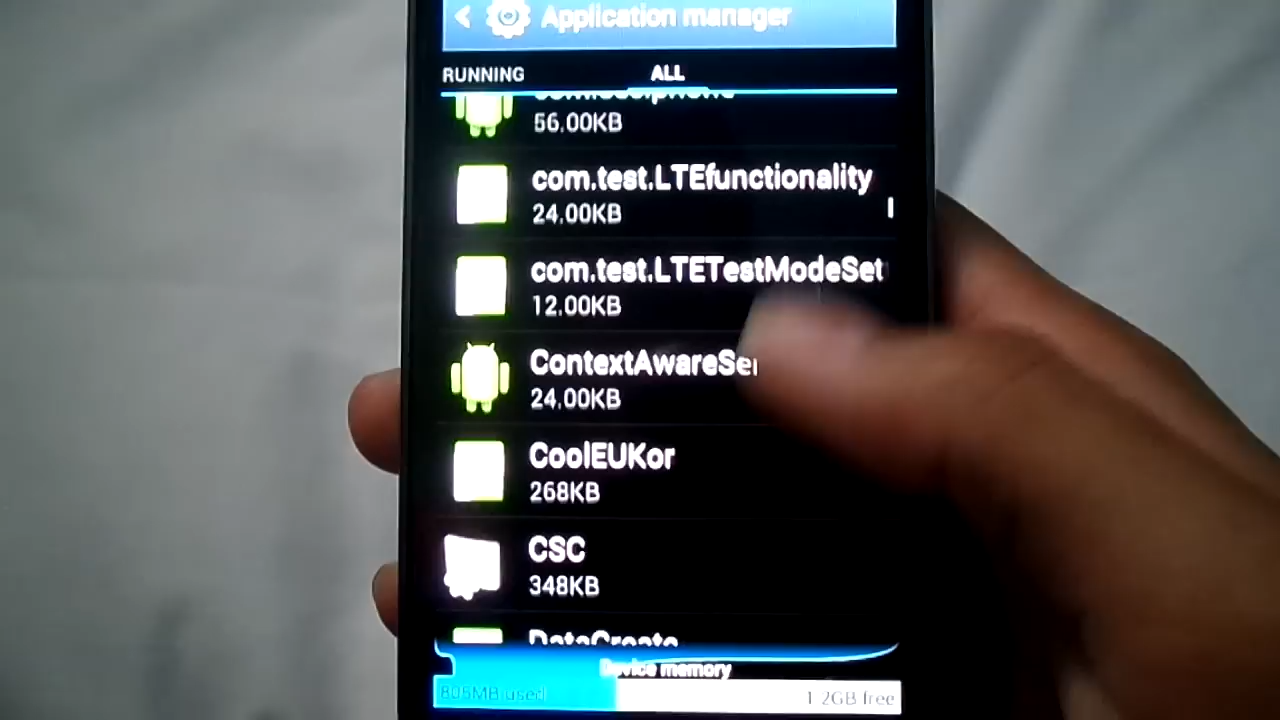 Application manager
RUNNING
ALL
56.00KB
com.test.LTEfunctionality
24.00KB
com.test.LTETestModeSet
12.00KB
ContextAwareSer
24.00KB
CoolEUKor
268KB
CSC
348KB
DataCreate
Device memory
805MB used
1.2GB free